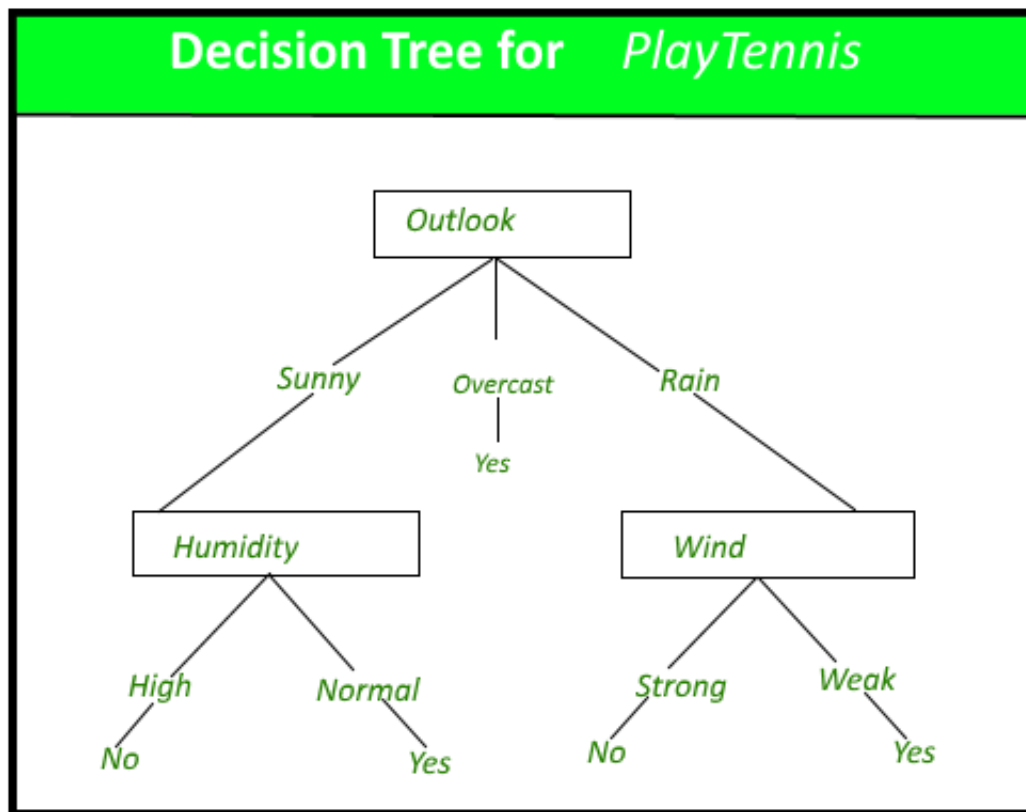 Decision Tree for PlayTennis
Outlook
Sunny Overcast Rain
Yes
Humidity Wind
High Normal Strong Weak
No Yes No Yes